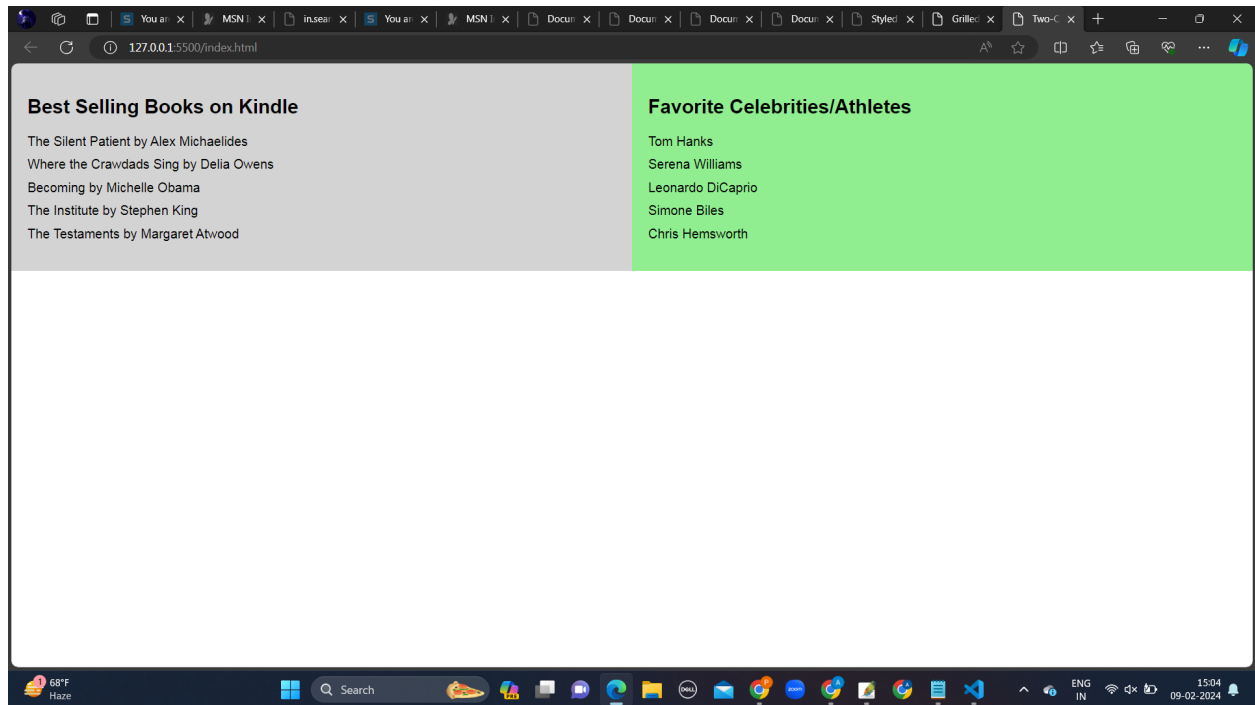 You ar
MSN I
in.sear
You ar
MSN I
Docum
Docum
Docum
Docum
Styled
Grilled
Two-C
127.0.0.1:5500/index.html
Best Selling Books on Kindle
The Silent Patient by Alex Michaelides
Where the Crawdads Sing by Delia Owens
Becoming by Michelle Obama
The Institute by Stephen King
The Testaments by Margaret Atwood
Favorite Celebrities/Athletes
Tom Hanks
Serena Williams
Leonardo DiCaprio
Simone Biles
Chris Hemsworth
1
68°F
Haze
Search
PRE
DELL
zoom
ENG
IN
15:04
09-02-2024